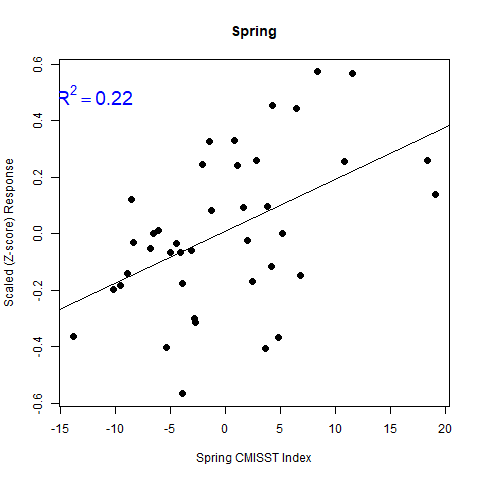 Spring
R² = 0.22
Scaled (Z-score) Response
0.6
0.4
0.2
0.0
-0.2
-0.4
-0.6
-15 -10 -5 0 5 10 15 20
Spring CMISST Index